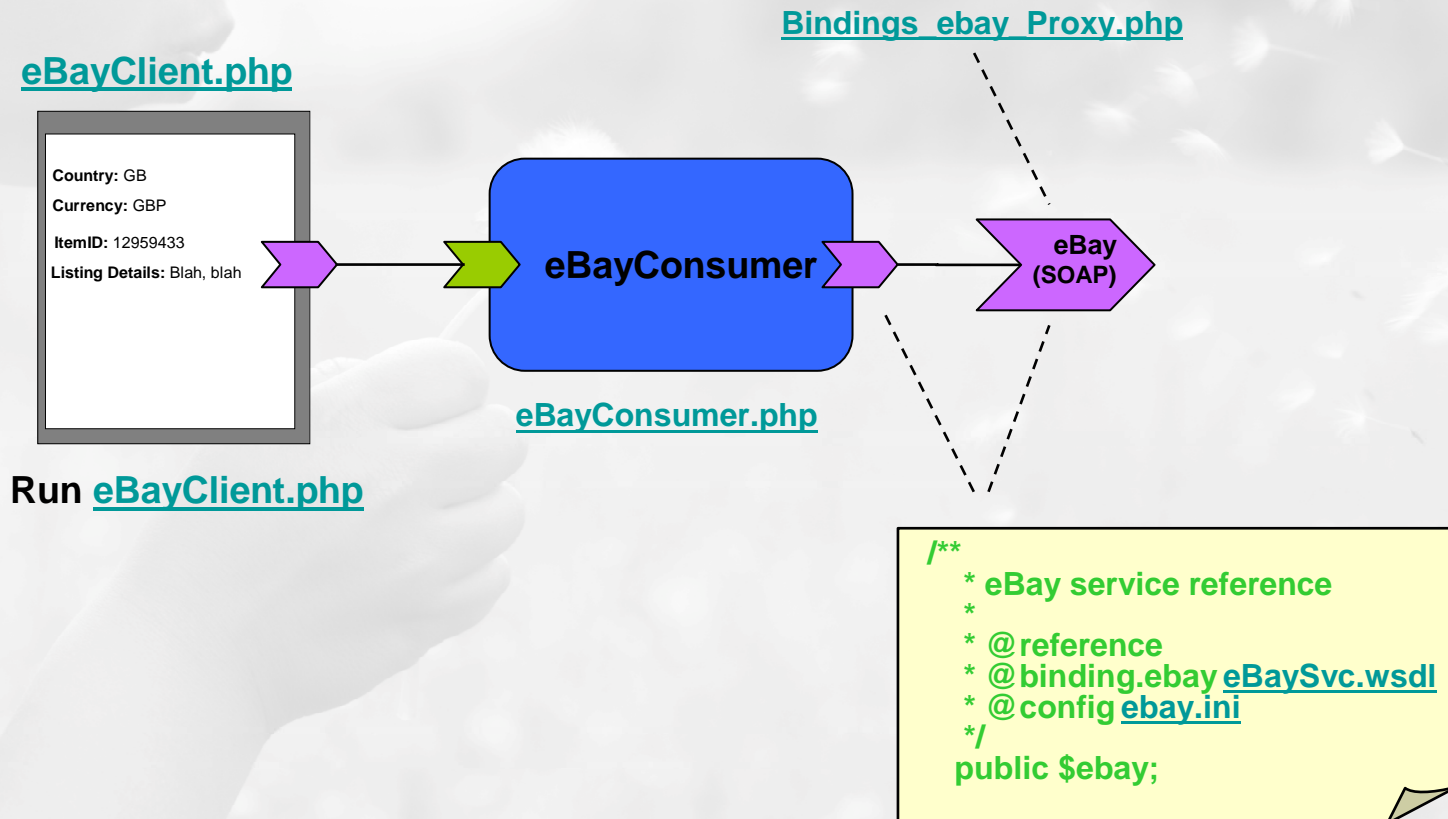 Bindings_ebay_Proxy.php
eBayClient.php
Country: GB
Currency: GBP
ItemID: 12959433
Listing Details: Blah, blah
eBayConsumer
eBay
(SOAP)
eBayConsumer.php
Run eBayClient.php
/**
* eBay service reference
*
* @reference
* @binding.ebay eBaySvc.wsdl
* @config ebay.ini
*/
public $ebay;